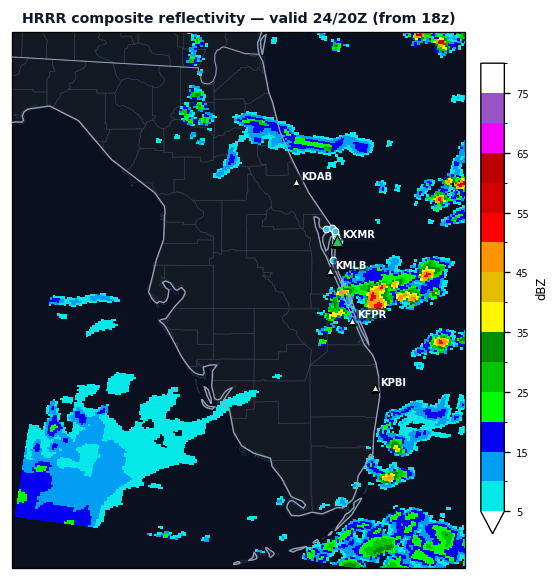 HRRR composite reflectivity — valid 24/20Z (from 18z)
KDAB
KXMR
KMLB
KFPR
KPBI
75
65
55
45
35
25
15
5
dBZ